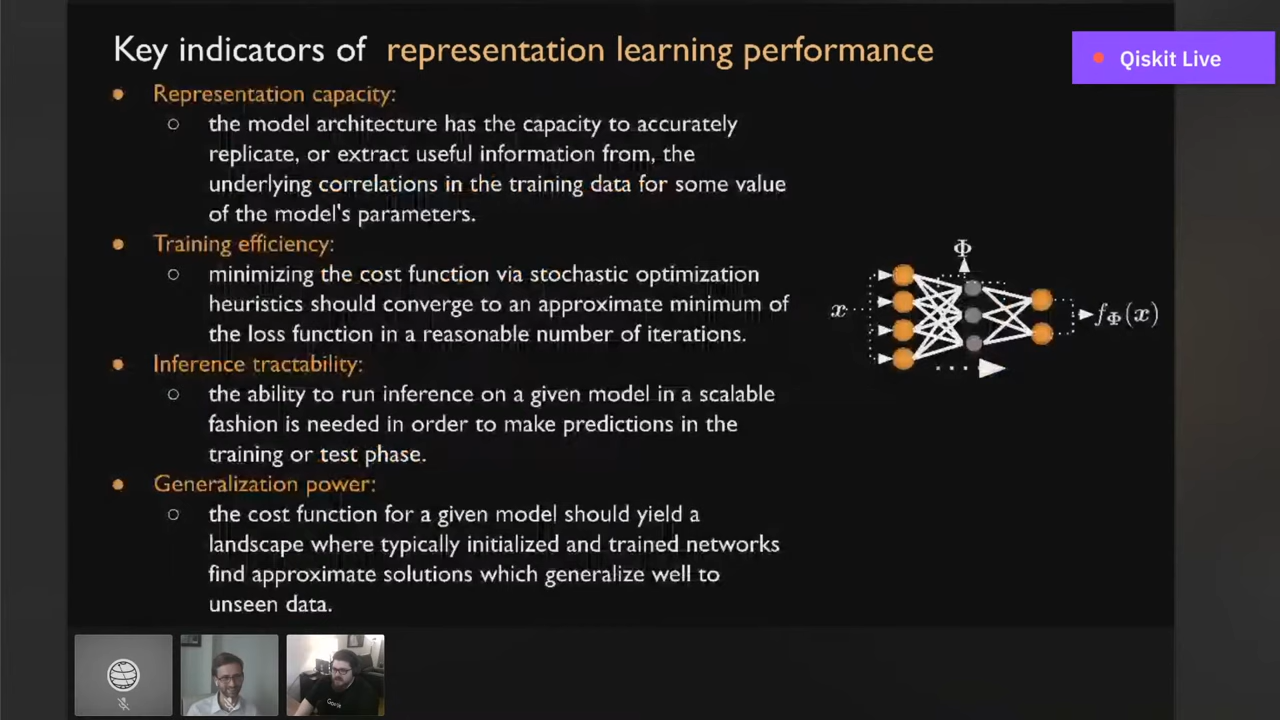 Key indicators of representation learning performance
Qiskit Live
Representation capacity:
the model architecture has the capacity to accurately
replicate, or extract useful information from, the
underlying correlations in the training data for some value
of the model's parameters.
Training efficiency:
minimizing the cost function via stochastic optimization
heuristics should converge to an approximate minimum of
the loss function in a reasonable number of iterations.
Inference tractability:
the ability to run inference on a given model in a scalable
fashion is needed in order to make predictions in the
training or test phase.
Generalization power:
the cost function for a given model should yield a
landscape where typically initialized and trained networks
find approximate solutions which generalize well to
unseen data.
Φ
x
f_Φ(x)